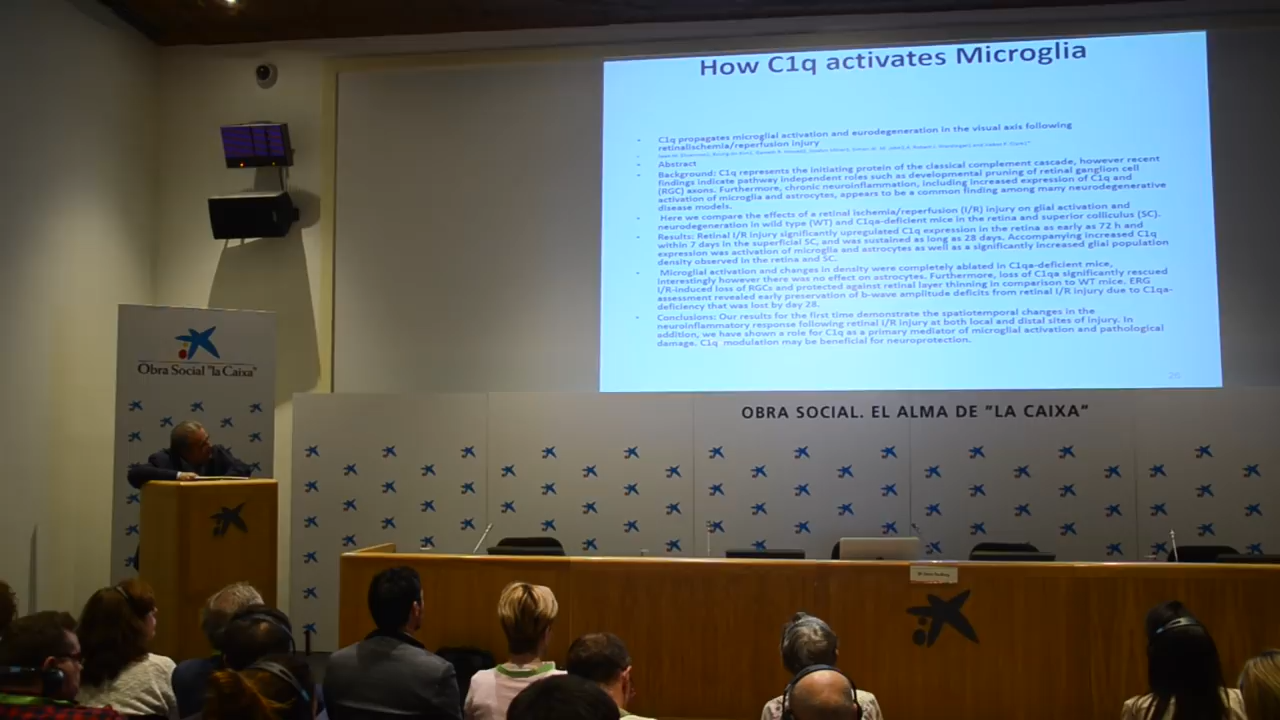 How C1q activates Microglia
C1q propagates microglial activation and eurodegeneration in the visual axis following
retinalischemia/reperfusion injury
Abstract
Background: C1q represents the initiating protein of the classical complement cascade, however recent
findings indicate pathway independent roles such as developmental pruning of retinal ganglion cell
(RGC) axons. Furthermore, chronic neuroinflammation, including increased expression of C1q and
activation of microglia and astrocytes, appears to be a common finding among many neurodegenerative
disease models.
Here we compare the effects of a retinal ischemia/reperfusion (I/R) injury on glial activation and
neurodegeneration in wild type (WT) and C1qa-deficient mice in the retina and superior colliculus (SC).
Results: Retinal I/R injury significantly upregulated C1q expression in the retina as early as 72 h and
within 7 days in the superficial SC, and was sustained as long as 28 days. Accompanying increased C1q
expression was activation of microglia and astrocytes as well as a significantly increased glial population
density observed in the retina and SC.
Microglial activation and changes in density were completely ablated in C1qa-deficient mice,
interestingly however there was no effect on astrocytes. Furthermore, loss of C1qa significantly rescued
I/R-induced loss of RGCs and protected against retinal layer thinning in comparison to WT mice. ERG
assessment revealed early preservation of b-wave amplitude deficits from retinal I/R injury due to C1qa-
deficiency that was lost by day 28.
Conclusions: Our results for the first time demonstrate the spatiotemporal changes in the
neuroinflammatory response following retinal I/R injury at both local and distal sites of injury. In
addition, we have shown a role for C1q as a primary mediator of microglial activation and pathological
damage. C1q modulation may be beneficial for neuroprotection.
26
Obra Social "la Caixa"
OBRA SOCIAL. EL ALMA DE "LA CAIXA"